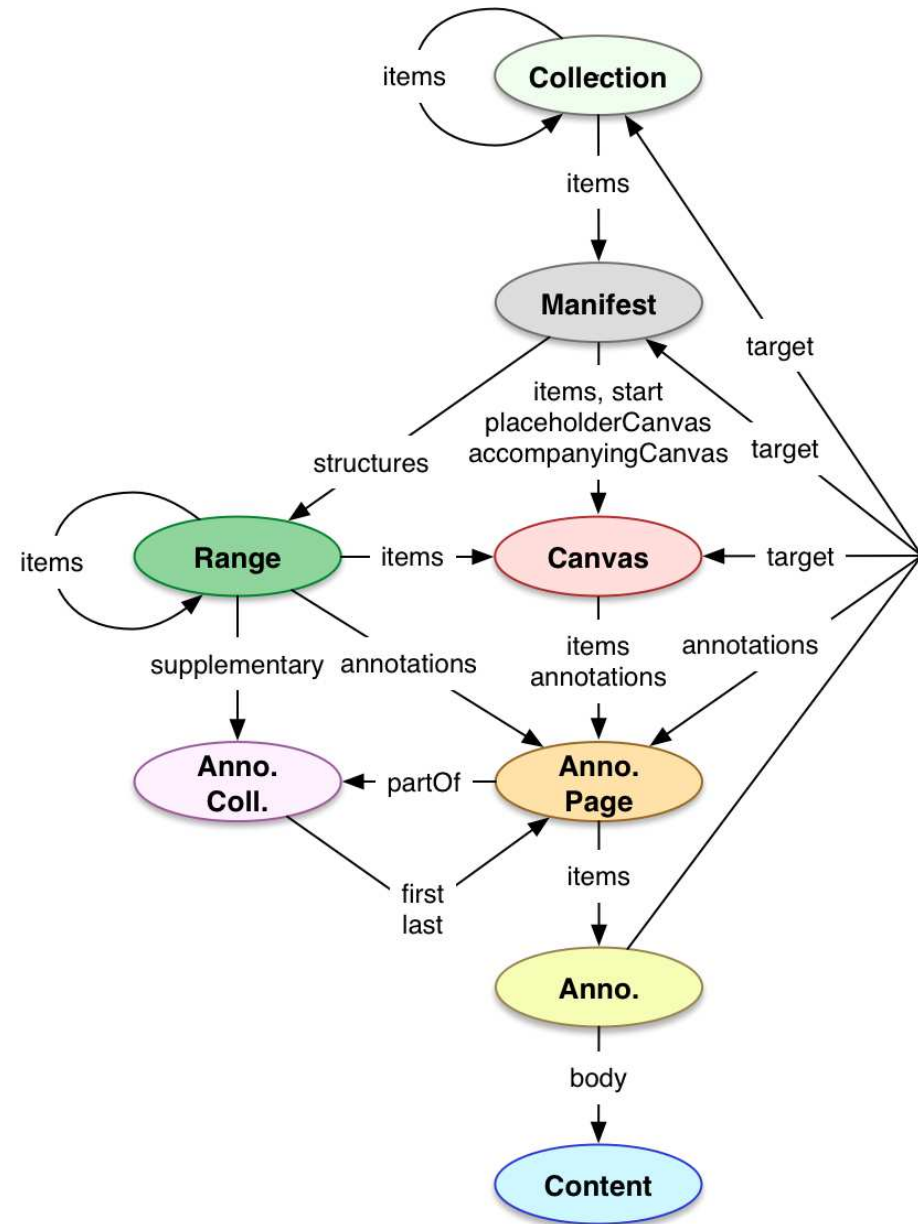 Collection
items
items
Manifest
target
items, start
placeholderCanvas
accompanyingCanvas
target
structures
items
Range
items
Canvas
target
supplementary
annotations
items
annotations
annotations
Anno.
Coll.
partOf
Anno.
Page
items
first
last
Anno.
body
Content